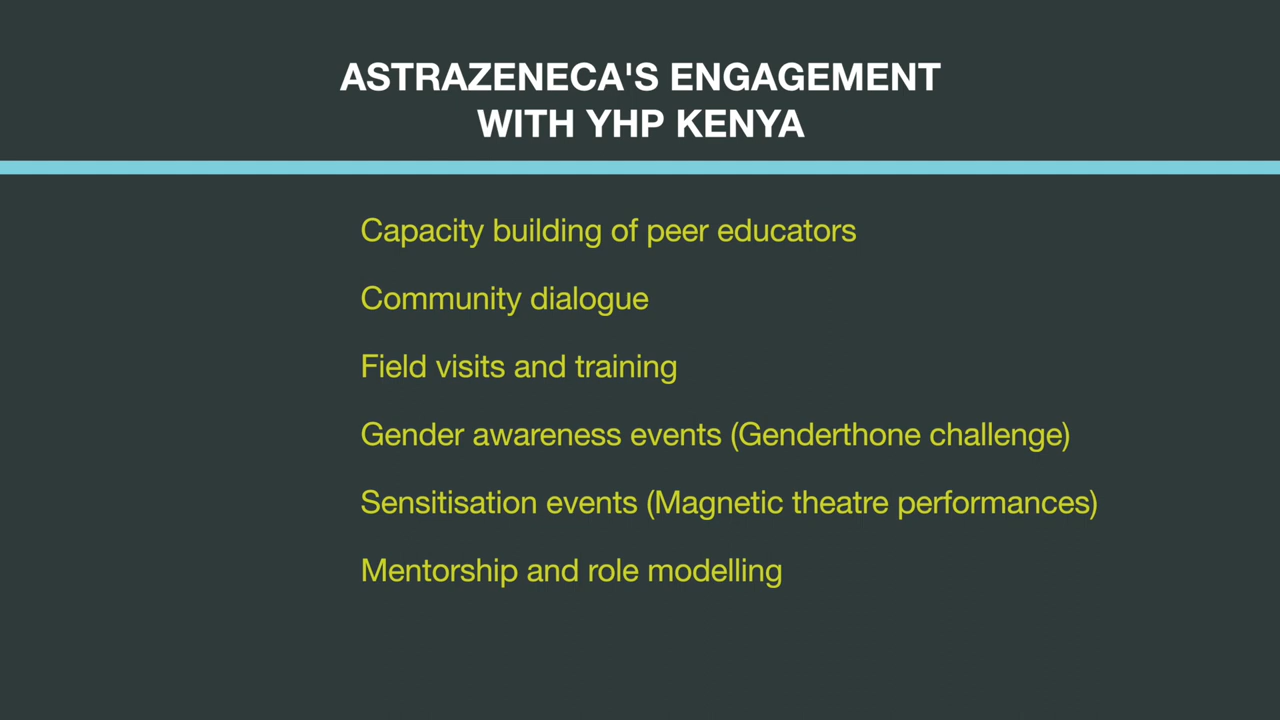 ASTRAZENECA'S ENGAGEMENT
WITH YHP KENYA
Capacity building of peer educators
Community dialogue
Field visits and training
Gender awareness events (Genderthone challenge)
Sensitisation events (Magnetic theatre performances)
Mentorship and role modelling